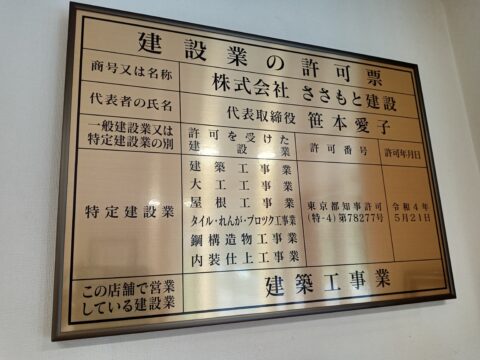 建設業の許可票
商号又は名称
株式会社 ささもと建設
代表者の氏名
代表取締役 笹本愛子
一般建設業又は
特定建設業の別
許可を受けた
建設業
許可番号
許可年月日
特定建設業
建築工事業
大工工事業
屋根工事業
タイル・れんが・ブロツク工事業
鋼構造物工事業
内装仕上工事業
東京都知事許可
(特-4)第78277号
令和4年
5月21日
この店舗で営業
している建設業
建築工事業